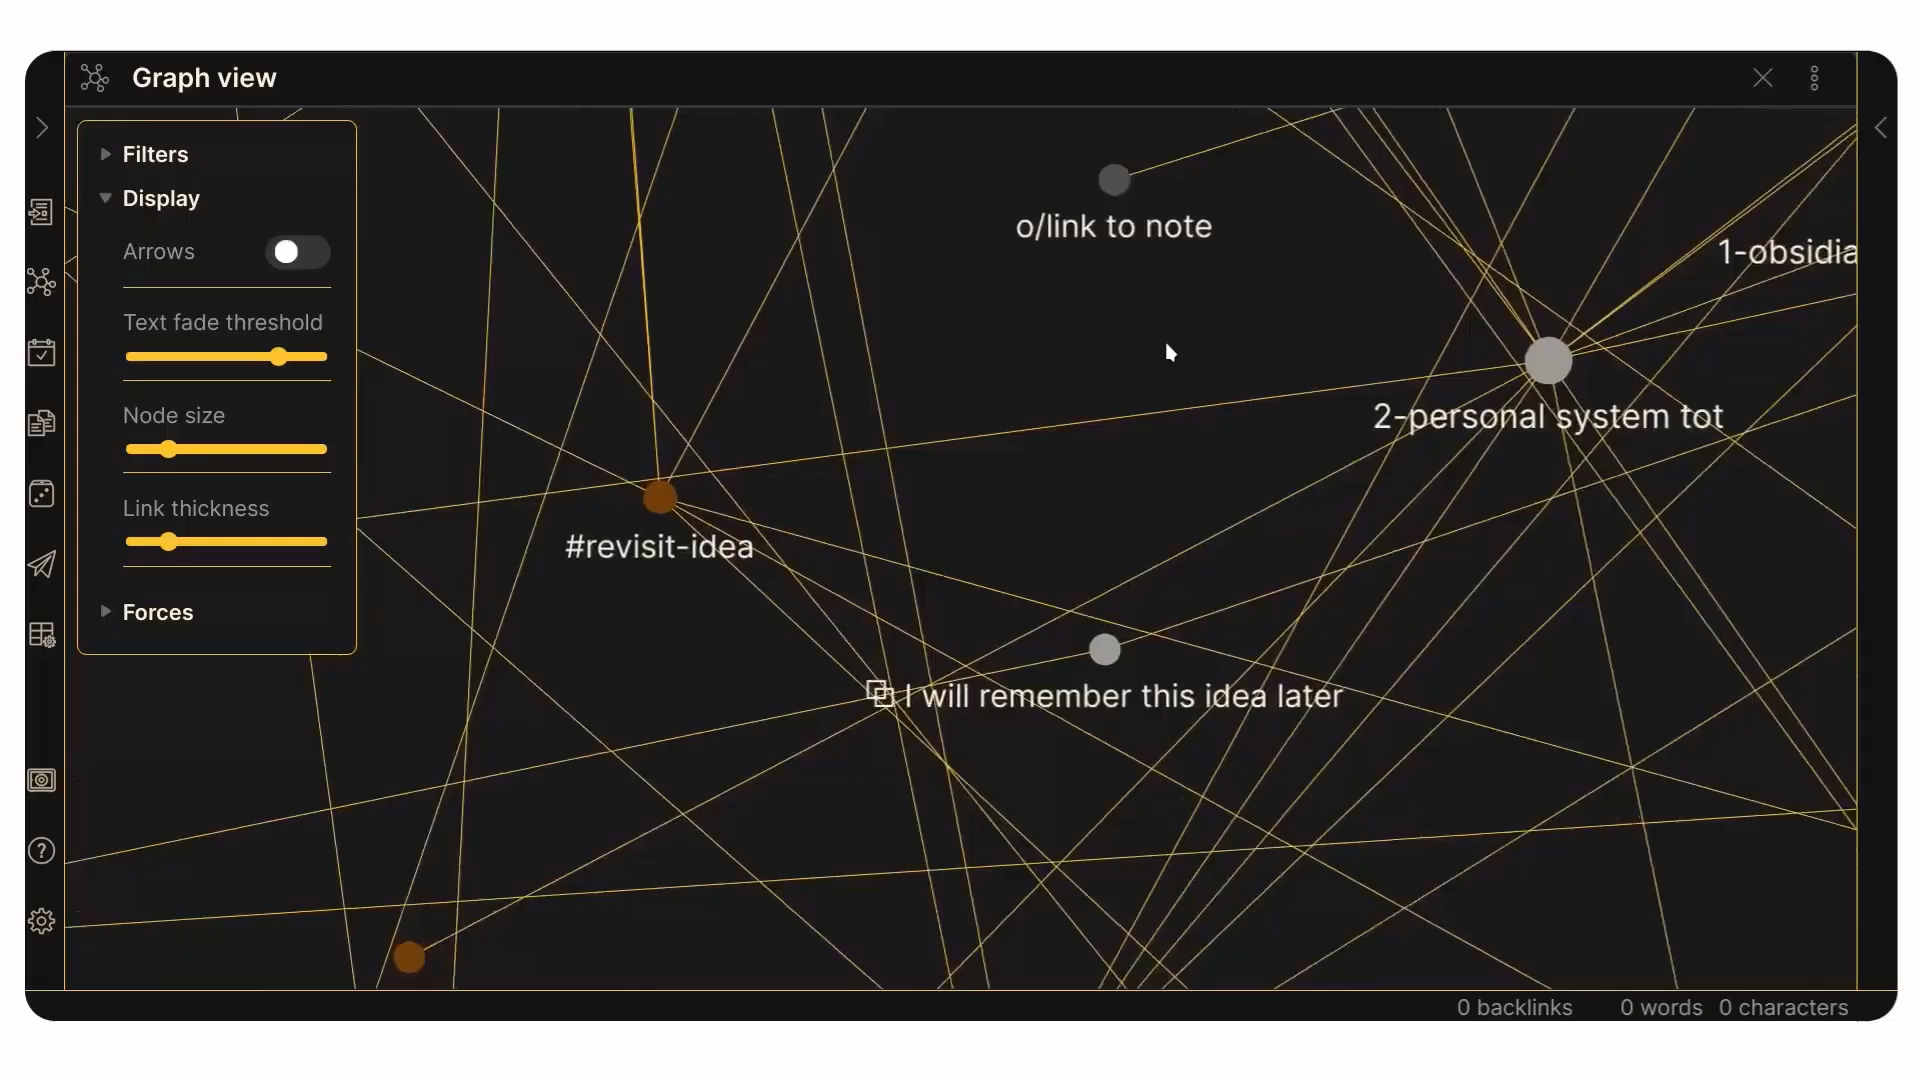 Graph view
Filters
Display
Arrows
Text fade threshold
Node size
Link thickness
Forces
o/link to note
1-obsidia
2-personal system tot
#revisit-idea
I will remember this idea later
0 backlinks 0 words 0 characters